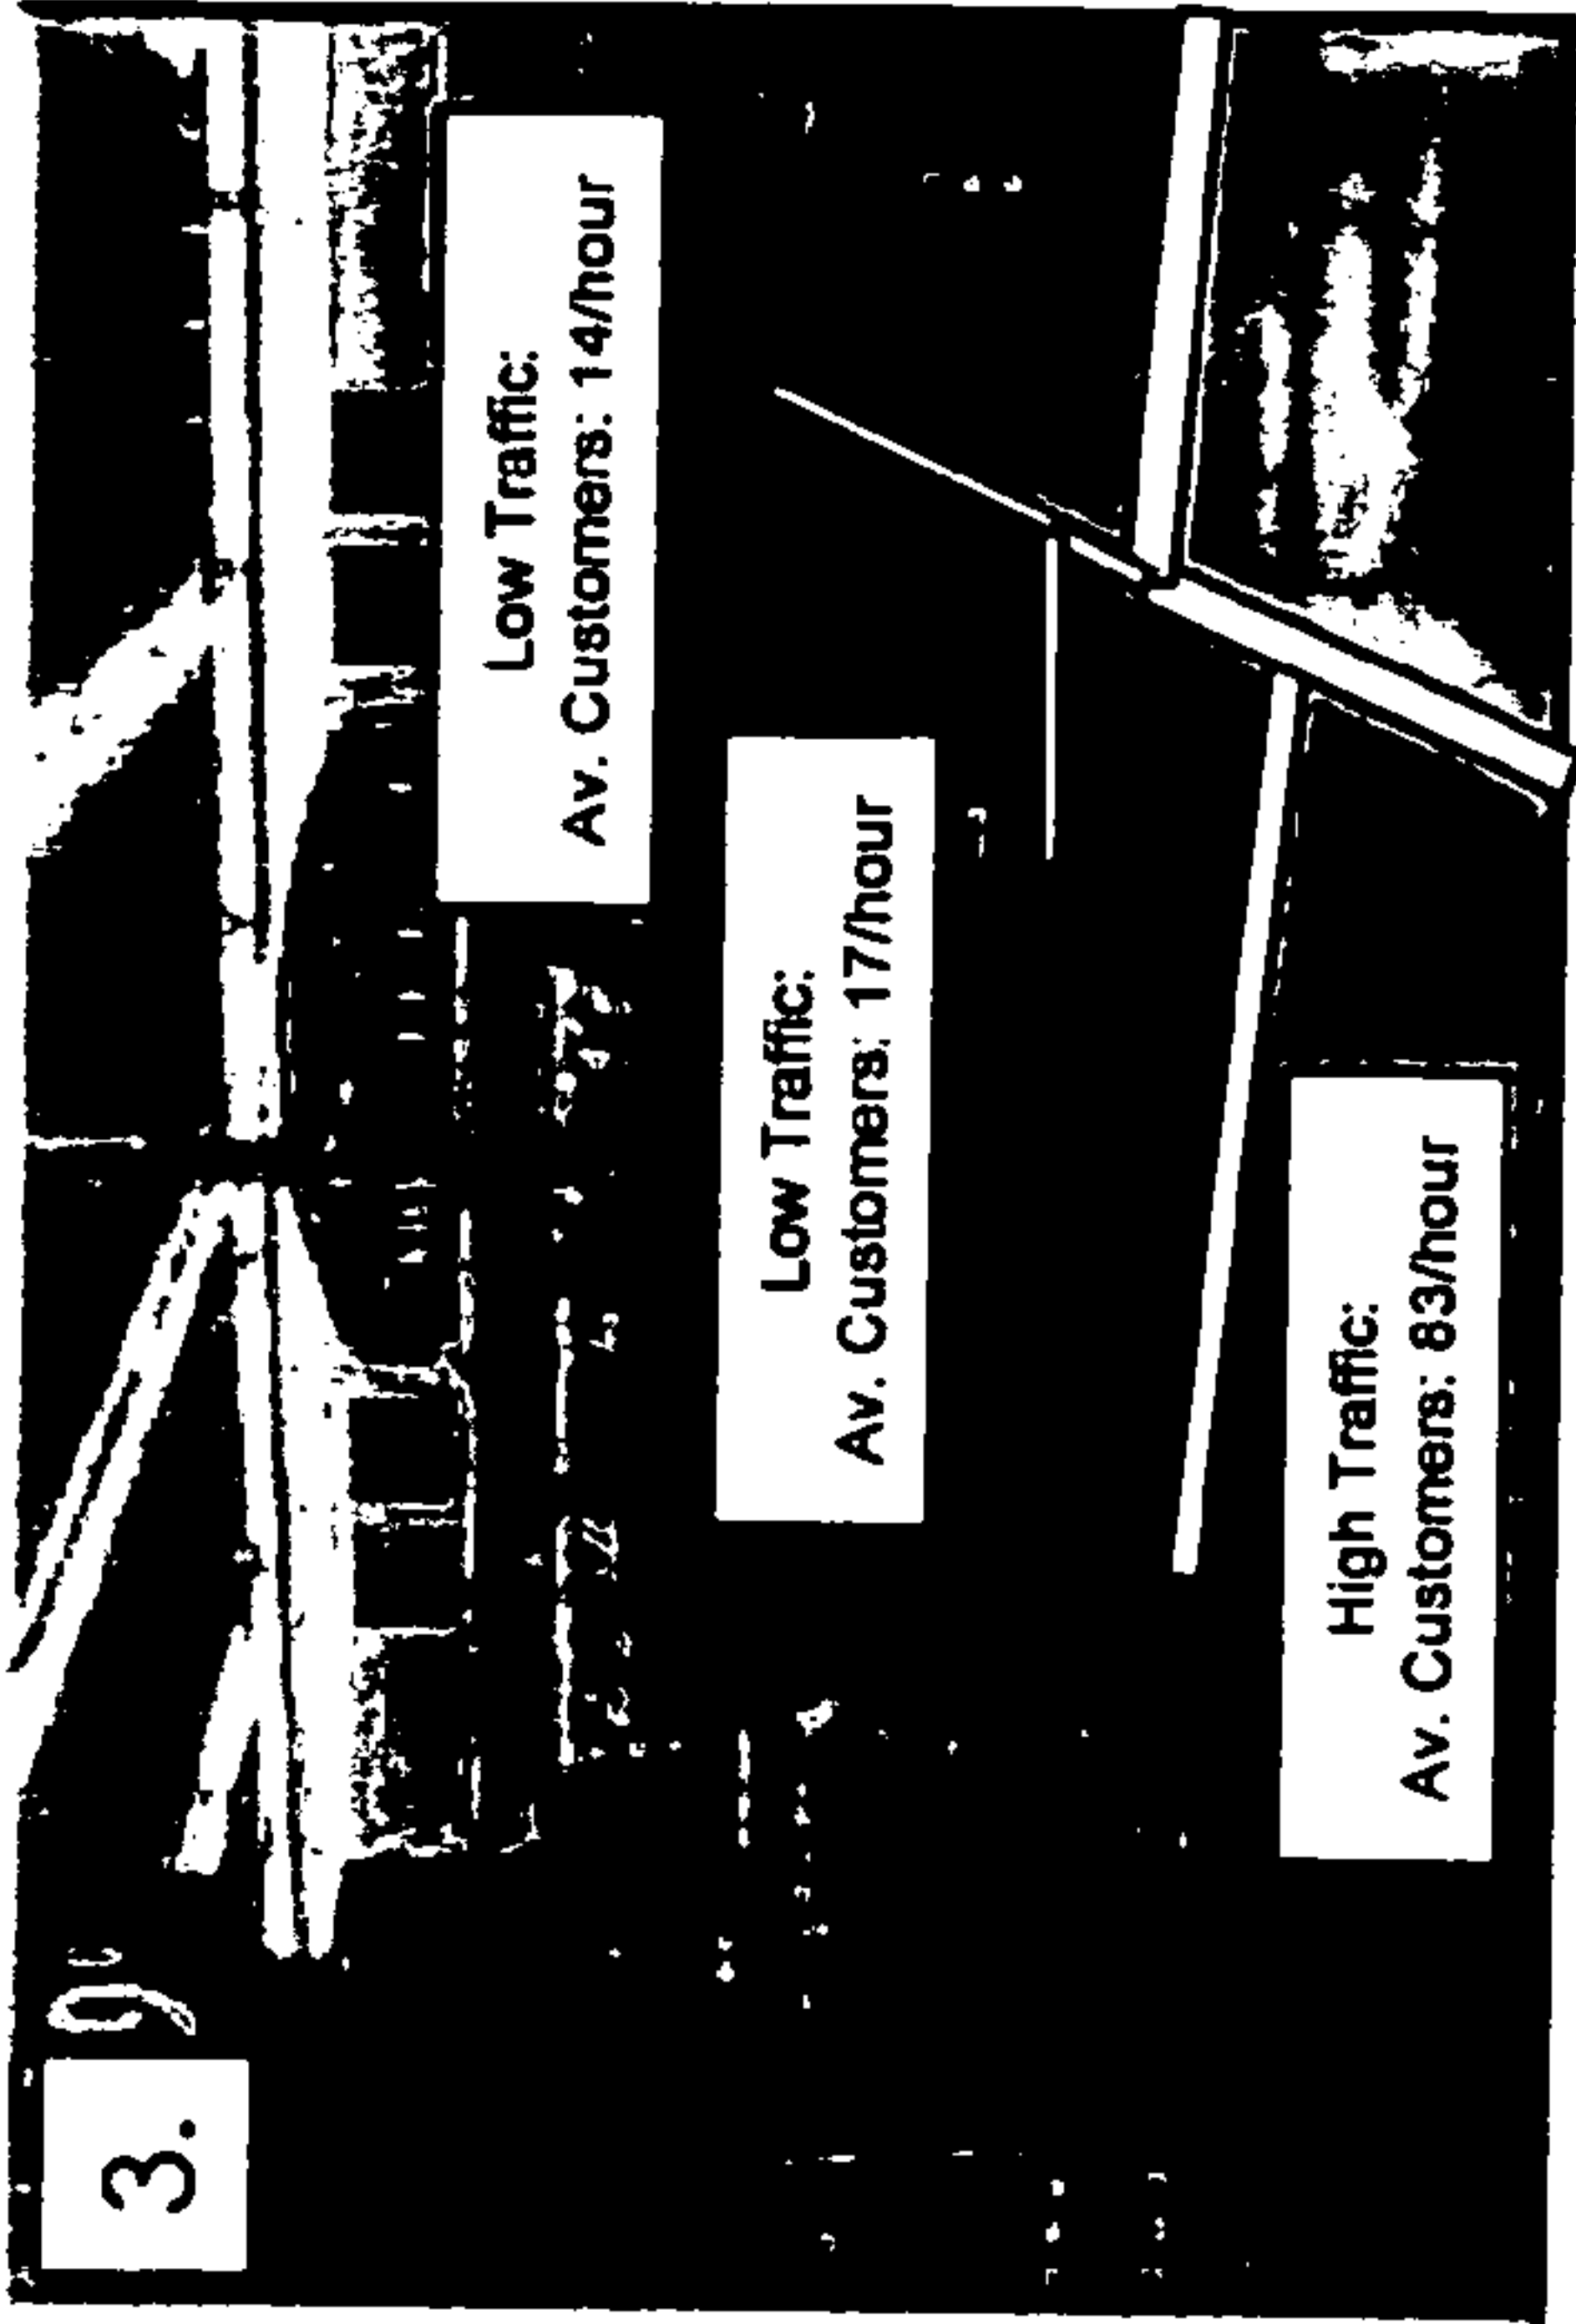 3.
Low Traffic:
Av. Customers: 14/hour
Low Traffic:
Av. Customers: 17/hour
High Traffic:
Av. Customers: 83/hour